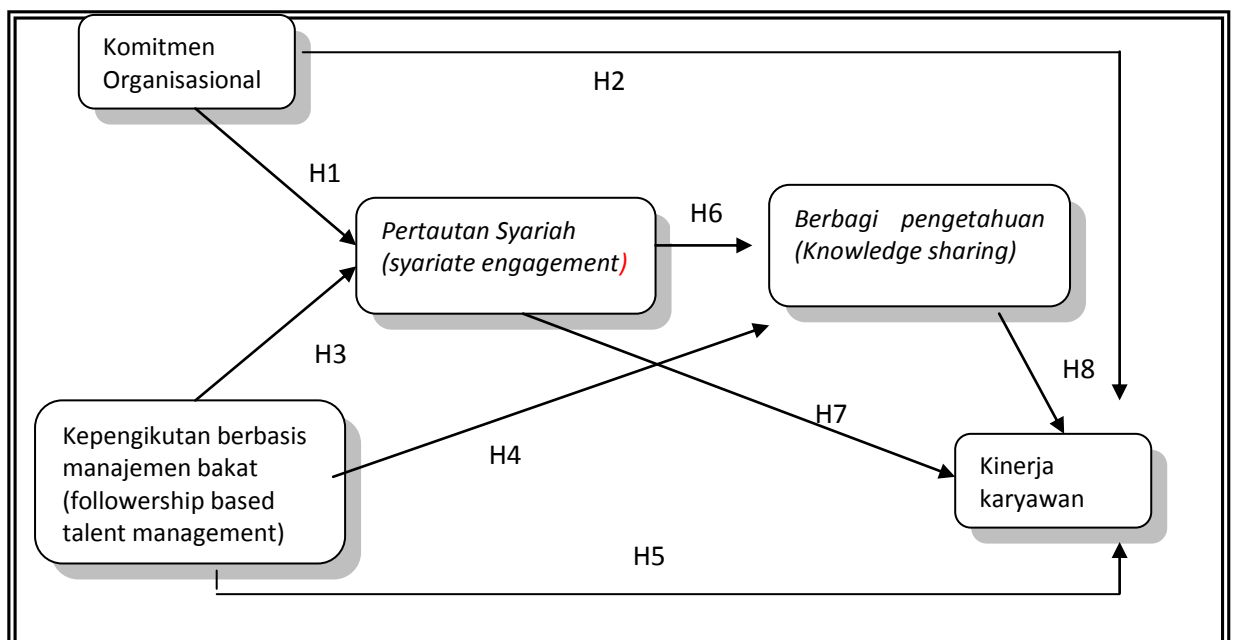 Komitmen
Organisasional
H2
H1
Pertautan Syariah
(syariate engagement)
H6
Berbagi pengetahuan
(Knowledge sharing)
H3
H8
H7
Kepengikutan berbasis
manajemen bakat
(followership based
talent management)
H4
Kinerja
karyawan
H5